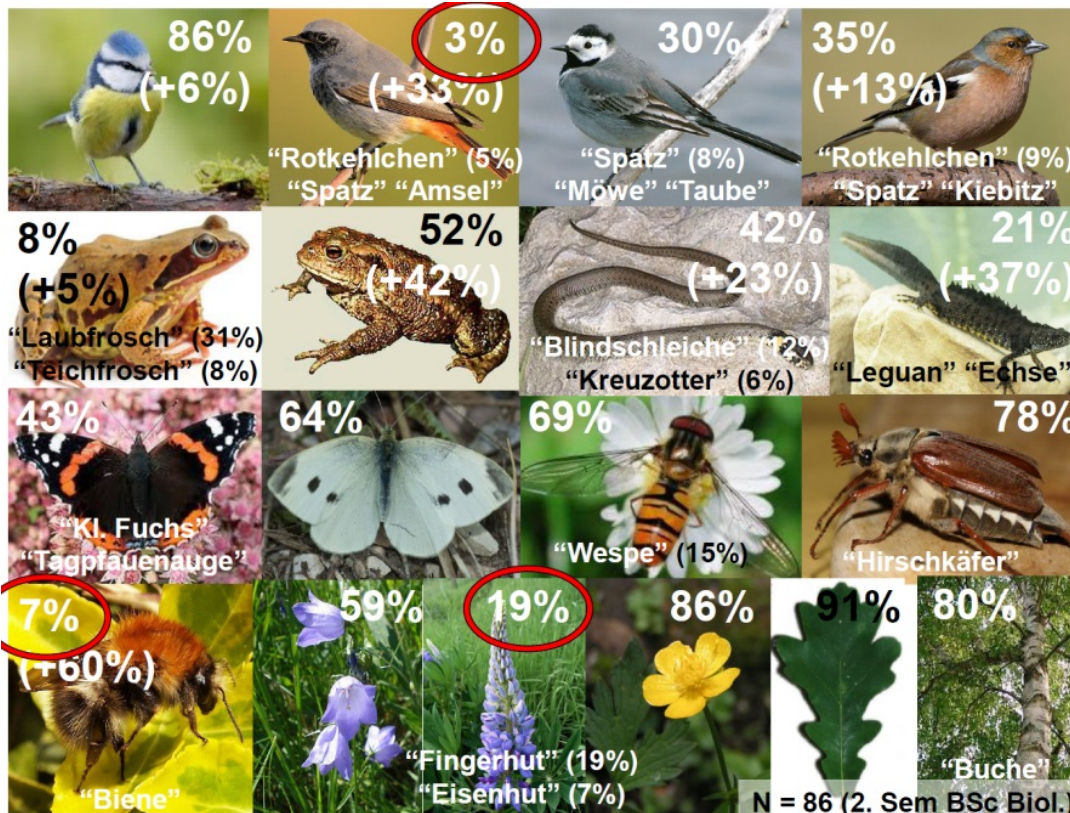 86%
(+6%)
3%
(+33%)
“Rotkehlchen” (5%)
“Spatz” “Amsel”
30%
“Spatz” (8%)
“Möwe” “Taube”
35%
(+13%)
“Rotkehlchen” (9%)
“Spatz” “Kiebitz”
8%
(+5%)
“Laubfrosch” (31%)
“Teichfrosch” (8%)
52%
(+42%)
42%
(+23%)
“Blindschleiche” (12%)
“Kreuzotter” (6%)
21%
(+37%)
“Leguan” “Echse”
43%
“Kl. Fuchs”
“Tagpfauenauge”
64%
69%
“Wespe” (15%)
78%
“Hirschkäfer”
7%
(+60%)
“Biene”
59%
19%
“Fingerhut” (19%)
“Eisenhut” (7%)
86%
91%
80%
“Buche”
N = 86 (2. Sem BSc Biol.)